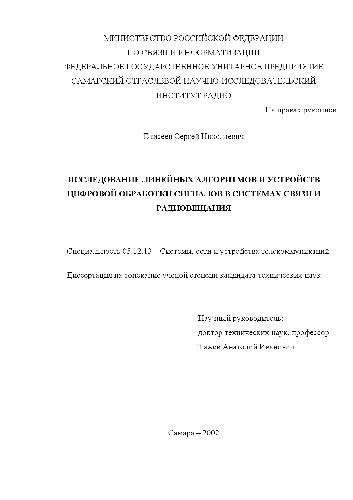 МИНИСТЕРСТВО РОССИЙСКОЙ ФЕДЕРАЦИИ
ПО СВЯЗИ И ИНФОРМАТИЗАЦИИ
ФЕДЕРАЛЬНОЕ ГОСУДАРСТВЕННОЕ УНИТАРНОЕ ПРЕДПРИЯТИЕ
САМАРСКИЙ ОТРАСЛЕВОЙ НАУЧНО-ИССЛЕДОВАТЕЛЬСКИЙ
ИНСТИТУТ РАДИО
На правах рукописи
Елисеев Сергей Николаевич
ИССЛЕДОВАНИЕ ЛИНЕЙНЫХ АЛГОРИТМОВ И УСТРОЙСТВ
ЦИФРОВОЙ ОБРАБОТКИ СИГНАЛОВ В СИСТЕМАХ СВЯЗИ И
РАДИОВЕЩАНИЯ
Специальность 05.12.13 – Системы, сети и устройства телекоммуникаций
Диссертация на соискание ученой степени кандидата технических наук
Научный руководитель:
доктор технических наук, профессор
Анатолий Иванович
Самара – 2002